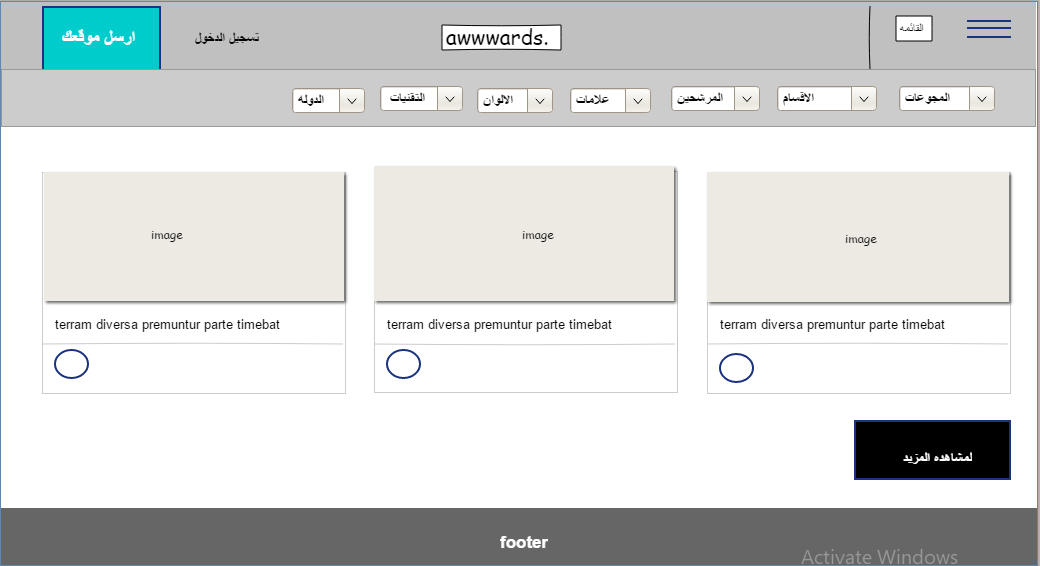 القائمه
awwwards.
تسجيل الدخول
ارسل موقعك
المجوعات
الاقسام
المرشحين
علامات
الالوان
التقنيات
الدوله
image
image
image
terram diversa premuntur parte timebat
terram diversa premuntur parte timebat
terram diversa premuntur parte timebat
لمشاهده المزيد
footer
Activate Windows